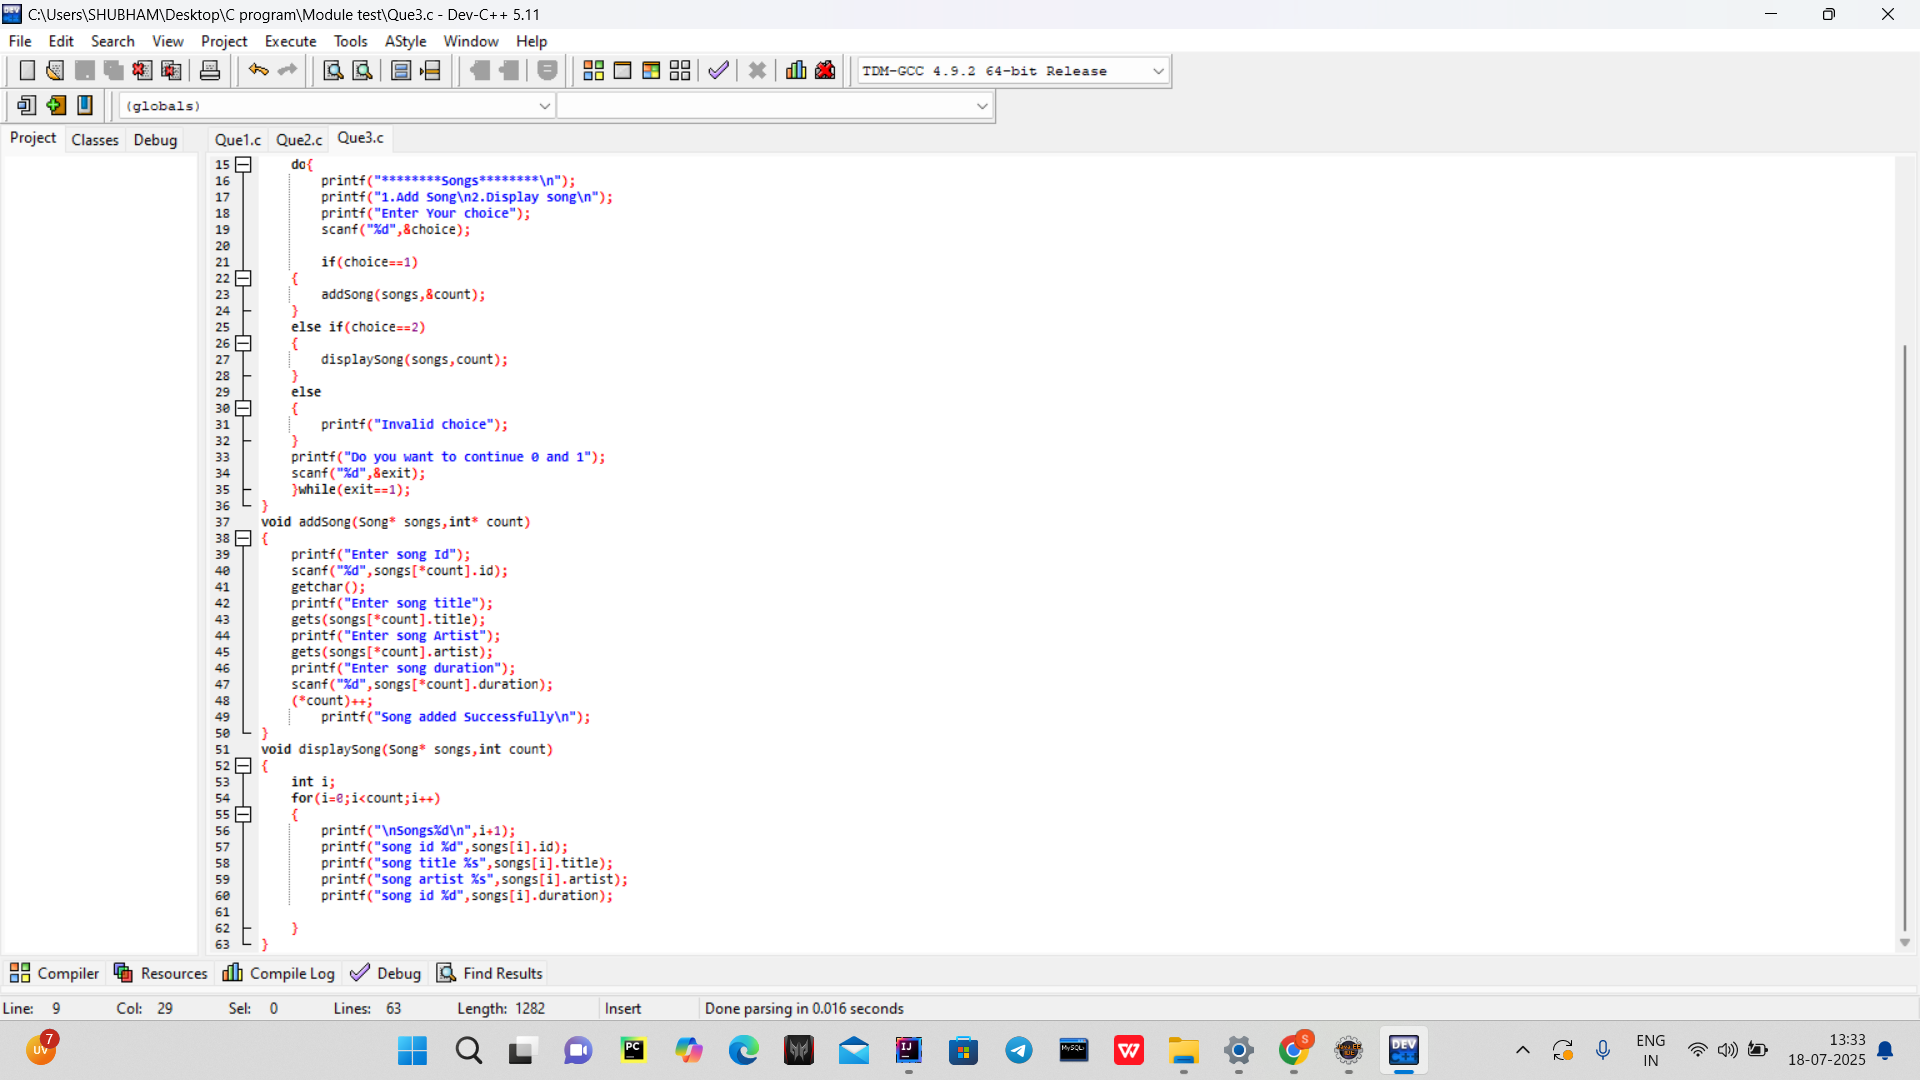 C:\Users\SHUBHAM\Desktop\C program\Module test\Que3.c - Dev-C++ 5.11
File Edit Search View Project Execute Tools AStyle Window Help
TDM-GCC 4.9.2 64-bit Release
(globals)
Project Classes Debug
Que1.c Que2.c Que3.c
15 do{
16 printf("********Songs********\n");
17 printf("1.Add Song\n2.Display song\n");
18 printf("Enter Your choice");
19 scanf("%d",&choice);
20
21 if(choice==1)
22 {
23 addSong(songs,&count);
24 }
25 else if(choice==2)
26 {
27 displaySong(songs,count);
28 }
29 else
30 {
31 printf("Invalid choice");
32 }
33 printf("Do you want to continue 0 and 1");
34 scanf("%d",&exit);
35 }while(exit==1);
36 }
37 void addSong(Song* songs,int* count)
38 {
39 printf("Enter song Id");
40 scanf("%d",songs[*count].id);
41 getchar();
42 printf("Enter song title");
43 gets(songs[*count].title);
44 printf("Enter song Artist");
45 gets(songs[*count].artist);
46 printf("Enter song duration");
47 scanf("%d",songs[*count].duration);
48 (*count)++;
49 printf("Song added Successfully\n");
50 }
51 void displaySong(Song* songs,int count)
52 {
53 int i;
54 for(i=0;i<count;i++)
55 {
56 printf("\nSongs%d\n",i+1);
57 printf("song id %d",songs[i].id);
58 printf("song title %s",songs[i].title);
59 printf("song artist %s",songs[i].artist);
60 printf("song id %d",songs[i].duration);
61
62 }
63 }
Compiler Resources Compile Log Debug Find Results
Line: 9 Col: 29 Sel: 0 Lines: 63 Length: 1282 Insert Done parsing in 0.016 seconds
7
UV
PC
IJ
MySQL
W
S
DEV
C++
ENG
IN
13:33
18-07-2025